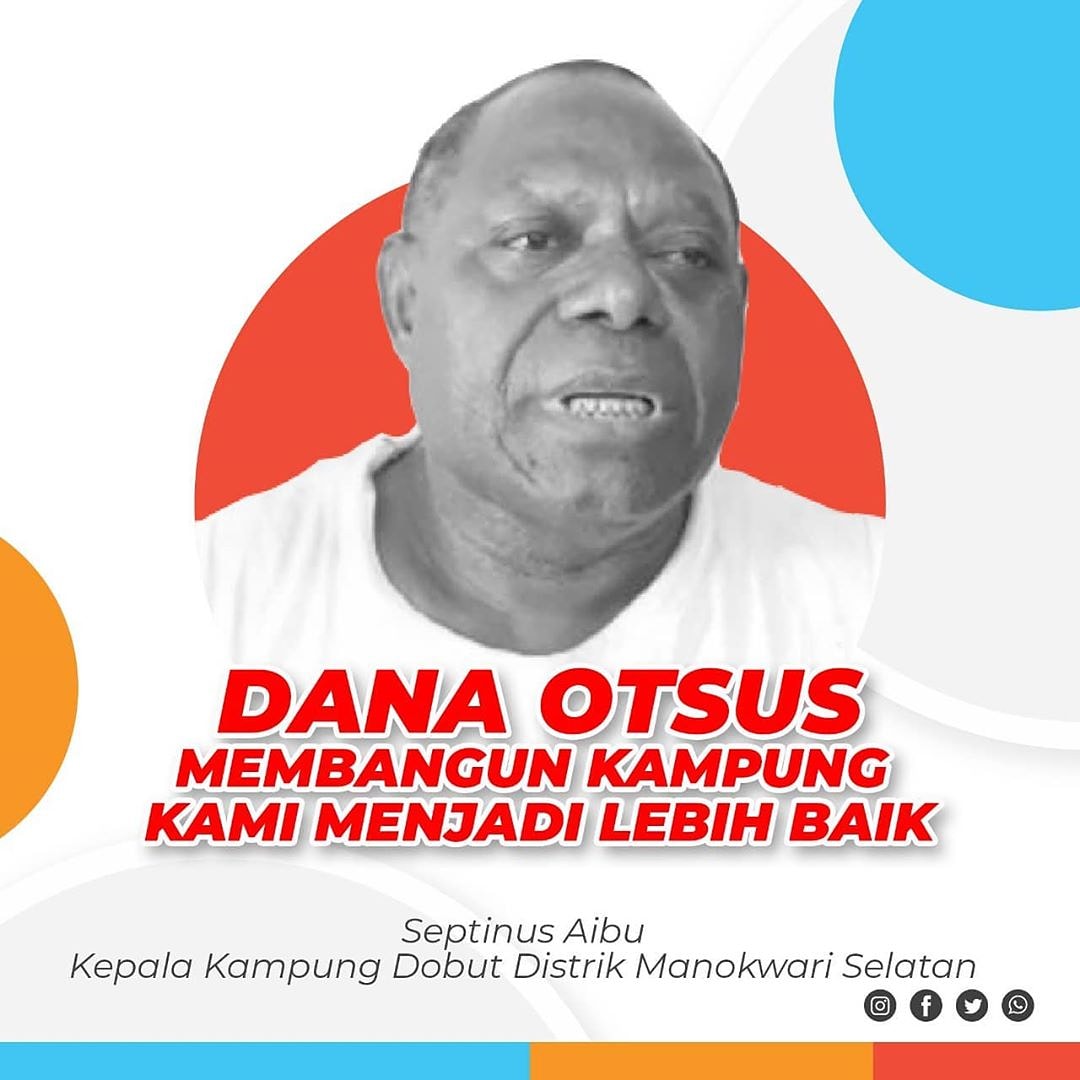 DANA OTSUS
MEMBANGUN KAMPUNG
KAMI MENJADI LEBIH BAIK
Septinus Aibu
Kepala Kampung Dobut Distrik Manokwari Selatan